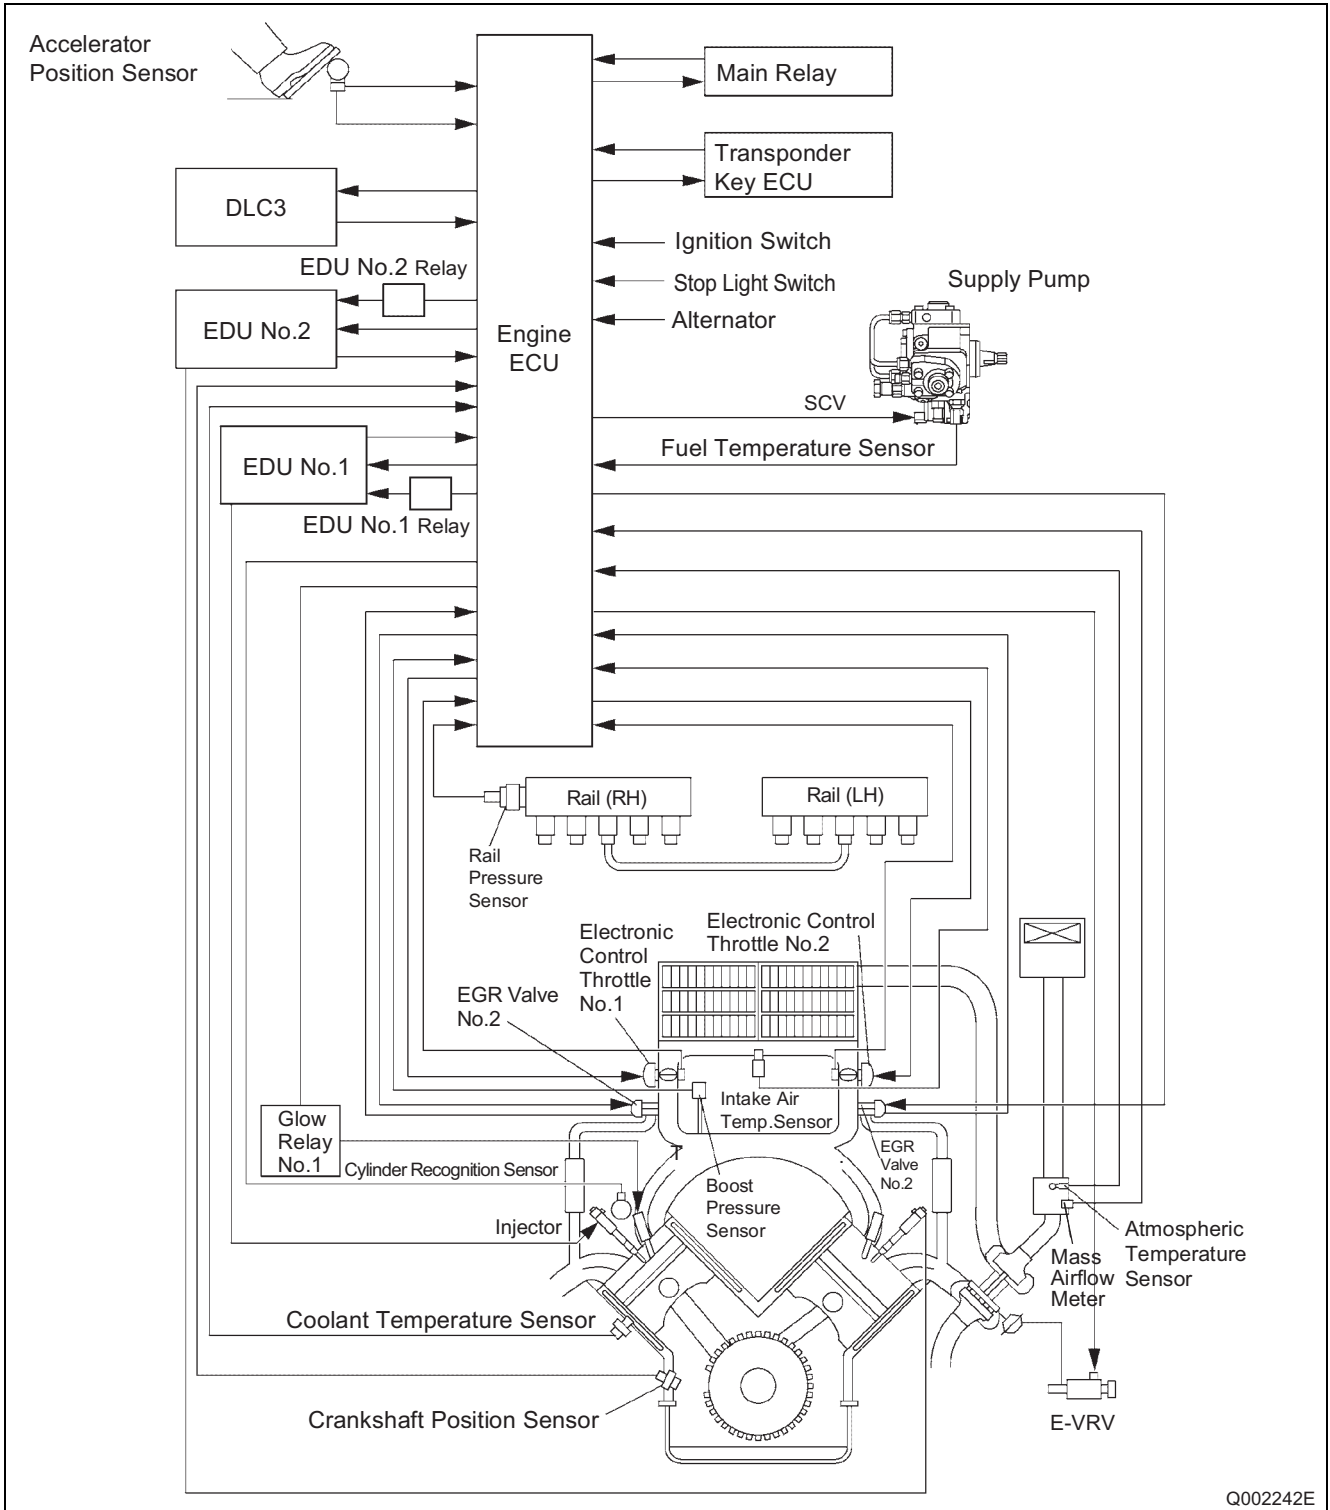 Accelerator
Position Sensor
Main Relay
Transponder
Key ECU
DLC3
Ignition Switch
EDU No.2 Relay
Stop Light Switch
Supply Pump
EDU No.2
Alternator
Engine
ECU
SCV
EDU No.1
Fuel Temperature Sensor
EDU No.1 Relay
Rail (RH)
Rail (LH)
Rail
Pressure
Sensor
Electronic
Control
Throttle
No.1
Electronic Control
Throttle No.2
EGR Valve
No.2
Intake Air
Temp.Sensor
Glow
Relay
No.1
Cylinder Recognition Sensor
EGR
Valve
No.2
Boost
Pressure
Sensor
Injector
Atmospheric
Temperature
Sensor
Mass
Airflow
Meter
Coolant Temperature Sensor
Crankshaft Position Sensor
E-VRV
Q002242E